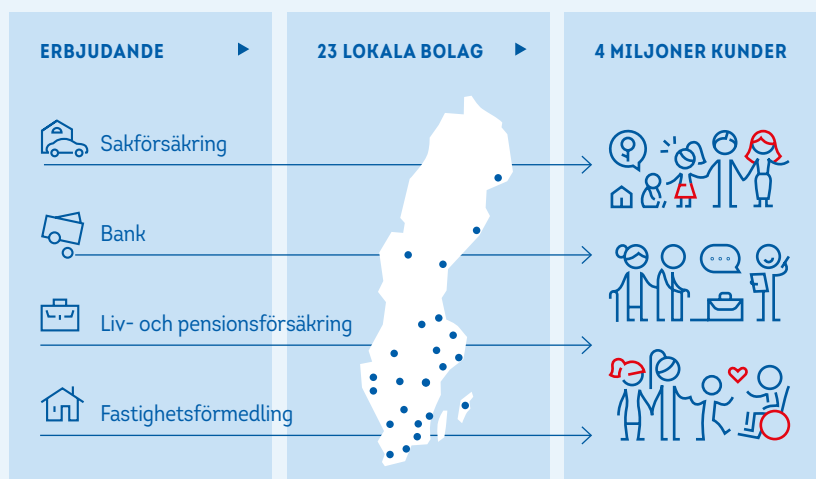 ERBJUDANDE
23 LOKALA BOLAG
4 MILJONER KUNDER
Sakförsäkring
Bank
Liv- och pensionsförsäkring
Fastighetsförmedling